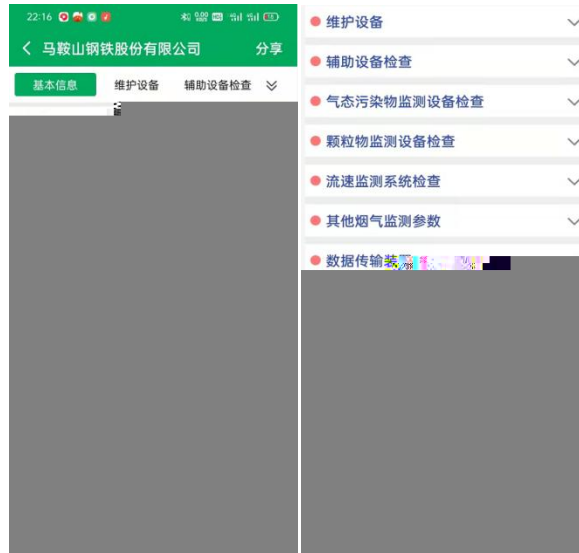 22:16
马鞍山钢铁股份有限公司 分享
基本信息 维护设备 辅助设备检查
维护设备
辅助设备检查
气态污染物监测设备检查
颗粒物监测设备检查
流速监测系统检查
其他烟气监测参数
数据传输装